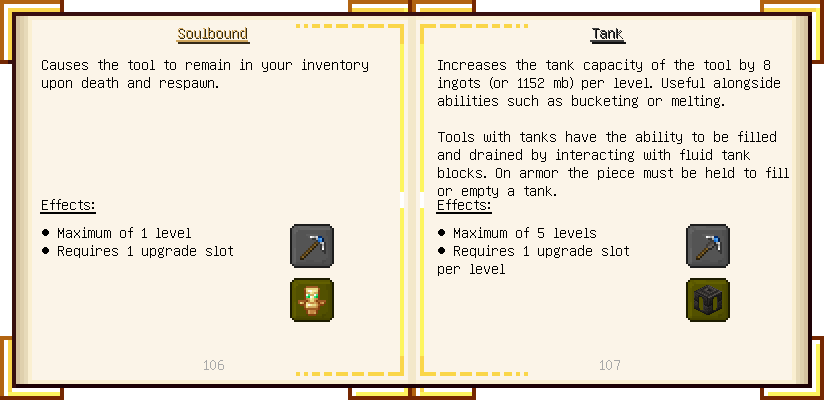 Soulbound
Causes the tool to remain in your inventory
upon death and respawn.
Effects:
● Maximum of 1 level
● Requires 1 upgrade slot
106
Tank
Increases the tank capacity of the tool by 8
ingots (or 1152 mb) per level. Useful alongside
abilities such as bucketing or melting.
Tools with tanks have the ability to be filled
and drained by interacting with fluid tank
blocks. On armor the piece must be held to fill
or empty a tank.
Effects:
● Maximum of 5 levels
● Requires 1 upgrade slot
per level
107